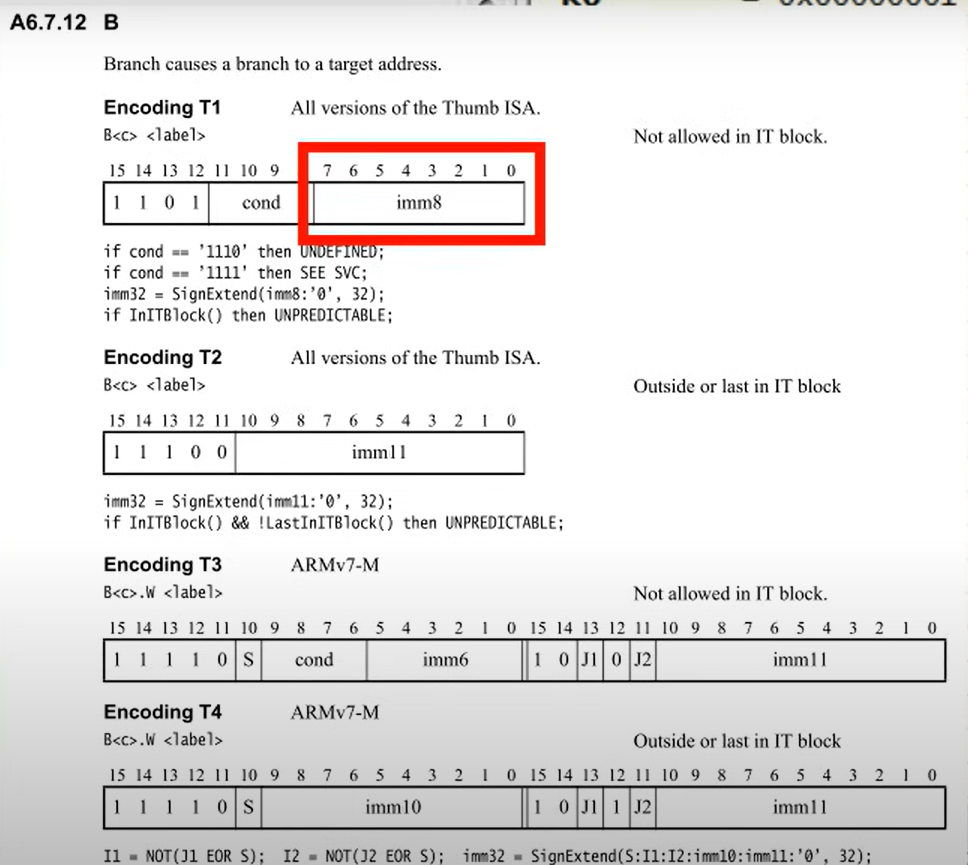 A6.7.12 B
Branch causes a branch to a target address.
Encoding T1 All versions of the Thumb ISA.
B<c> <label> Not allowed in IT block.
15 14 13 12 11 10 9 7 6 5 4 3 2 1 0
1 1 0 1 cond imm8
if cond == '1110' then UNDEFINED;
if cond == '1111' then SEE SVC;
imm32 = SignExtend(imm8:'0', 32);
if InITBlock() then UNPREDICTABLE;
Encoding T2 All versions of the Thumb ISA.
B<c> <label> Outside or last in IT block
15 14 13 12 11 10 9 8 7 6 5 4 3 2 1 0
1 1 1 0 0 imm11
imm32 = SignExtend(imm11:'0', 32);
if InITBlock() && !LastInITBlock() then UNPREDICTABLE;
Encoding T3 ARMv7-M
B<c>.W <label> Not allowed in IT block.
15 14 13 12 11 10 9 8 7 6 5 4 3 2 1 0 15 14 13 12 11 10 9 8 7 6 5 4 3 2 1 0
1 1 1 1 0 S cond imm6 1 0 J1 0 J2 imm11
Encoding T4 ARMv7-M
B<c>.W <label> Outside or last in IT block
15 14 13 12 11 10 9 8 7 6 5 4 3 2 1 0 15 14 13 12 11 10 9 8 7 6 5 4 3 2 1 0
1 1 1 1 0 S imm10 1 0 J1 1 J2 imm11
I1 = NOT(J1 EOR S); I2 = NOT(J2 EOR S); imm32 = SignExtend(S:I1:I2:imm10:imm11:'0', 32);